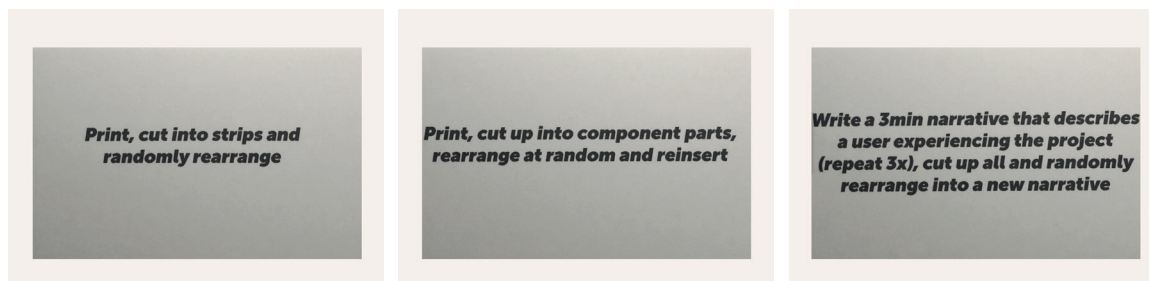 Print, cut into strips and
randomly rearrange
Print, cut up into component parts,
rearrange at random and reinsert
Write a 3min narrative that describes
a user experiencing the project
(repeat 3x), cut up all and randomly
rearrange into a new narrative